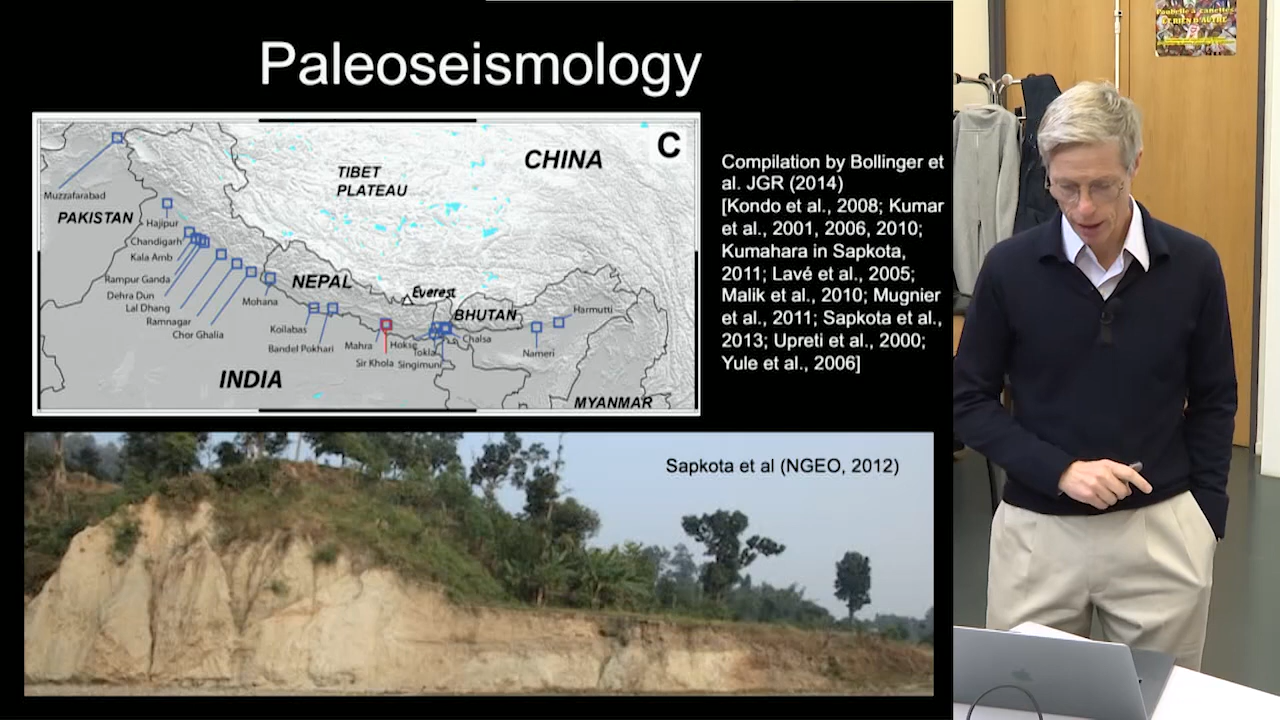 Paleoseismology
C
CHINA
TIBET
PLATEAU
Muzzafarabad
PAKISTAN
Hajipur
Chandigarh
Kala Amb
Rampur Ganda
Dehra Dun
Lal Dhang
Ramnagar
Chor Ghalia
Mohana
NEPAL
Everest
BHUTAN
Koilabas
Bandel Pokhari
Mahra
Hokse
Sir Khola
Tokla
Singimuni
Chalsa
Harmutti
Nameri
INDIA
MYANMAR
Compilation by Bollinger et
al. JGR (2014)
[Kondo et al., 2008; Kumar
et al., 2001, 2006, 2010;
Kumahara in Sapkota,
2011; Lavé et al., 2005;
Malik et al., 2010; Mugnier
et al., 2011; Sapkota et al.,
2013; Upreti et al., 2000;
Yule et al., 2006]
Sapkota et al (NGEO, 2012)
ET RIEN D'AUTRE